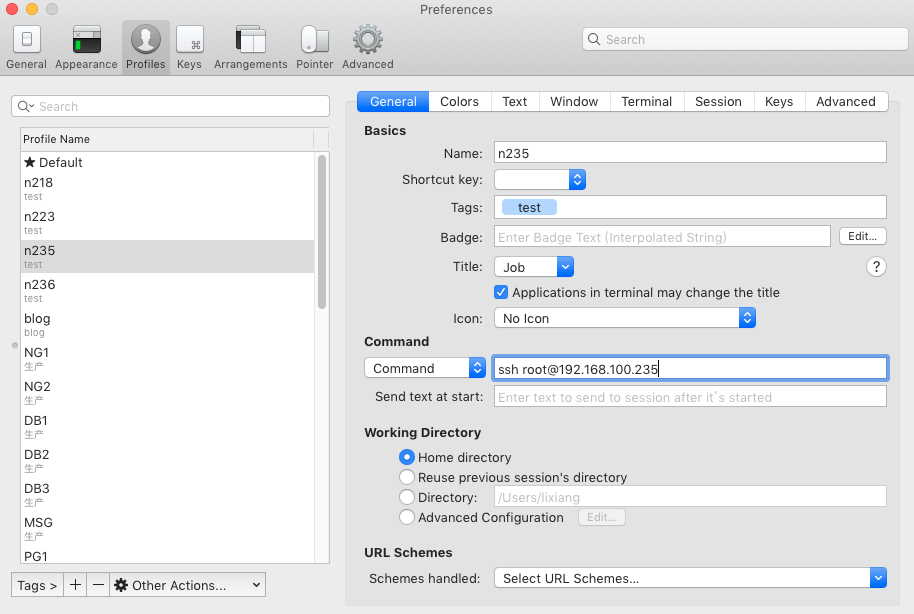 Preferences
General Appearance Profiles Keys Arrangements Pointer Advanced
Search
Search
Profile Name
★ Default
n218
test
n223
test
n235
test
n236
test
blog
blog
NG1
生产
NG2
生产
DB1
生产
DB2
生产
DB3
生产
MSG
生产
PG1
Tags > + − Other Actions...
General Colors Text Window Terminal Session Keys Advanced
Basics
Name: n235
Shortcut key:
Tags: test
Badge: Enter Badge Text (Interpolated String) Edit...
Title: Job ?
Applications in terminal may change the title
Icon: No Icon
Command
Command ssh root@192.168.100.235
Send text at start: Enter text to send to session after it's started
Working Directory
Home directory
Reuse previous session's directory
Directory: /Users/lixiang
Advanced Configuration Edit...
URL Schemes
Schemes handled: Select URL Schemes...